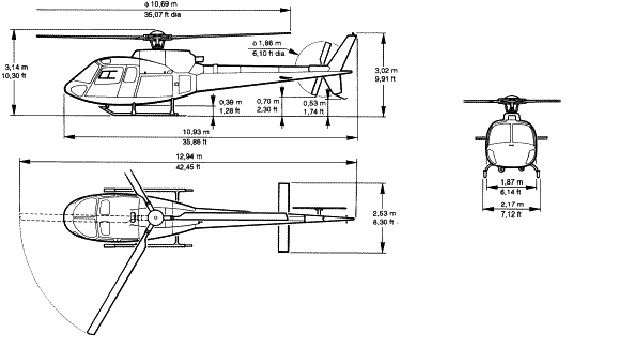 ø 10,69 m
35,07 ft dia
ø 1,86 m
6,10 ft dia
3,14 m
10,30 ft
3,02 m
9,91 ft
0,39 m
1,28 ft
0,70 m
2,30 ft
0,53 m
1,74 ft
10,93 m
35,86 ft
12,94 m
42,45 ft
2,53 m
8,30 ft
1,87 m
6,14 ft
2,17 m
7,12 ft